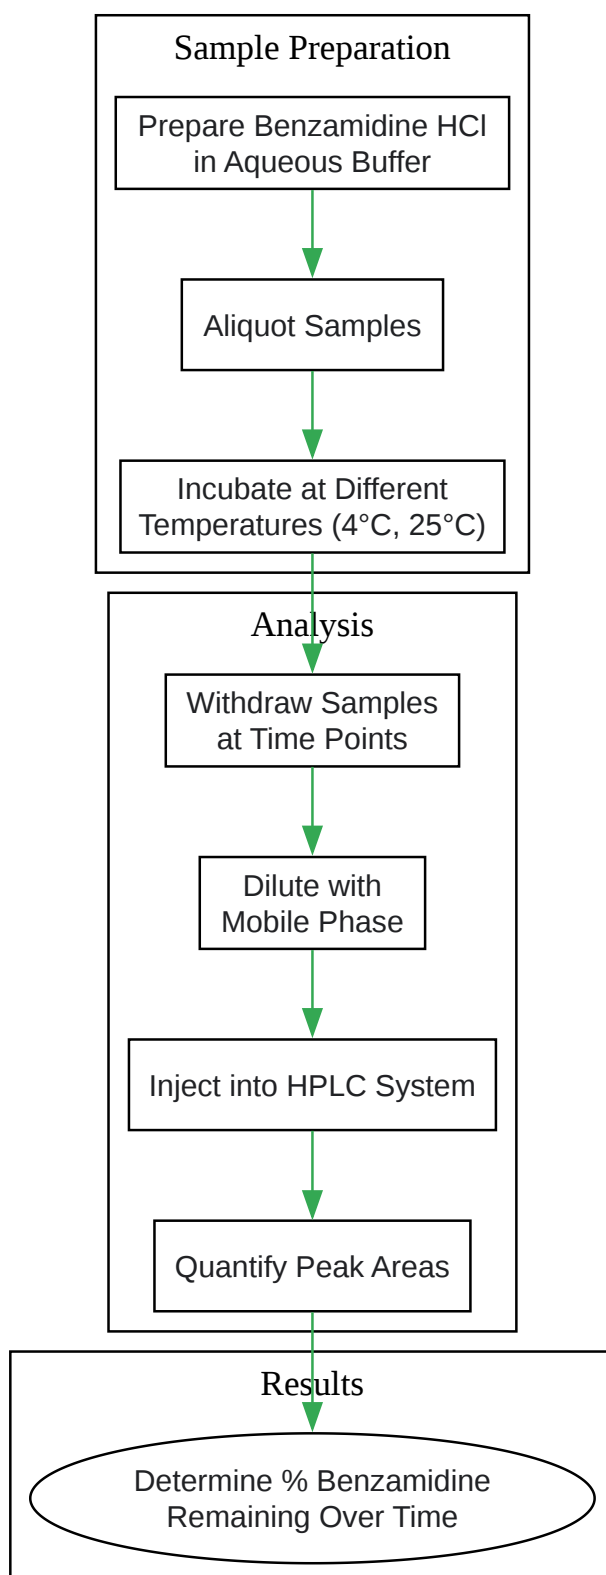 Sample Preparation
Prepare Benzamidine HCl
in Aqueous Buffer
Aliquot Samples
Incubate at Different
Temperatures (4°C, 25°C)
Analysis
Withdraw Samples
at Time Points
Dilute with
Mobile Phase
Inject into HPLC System
Quantify Peak Areas
Results
Determine % Benzamidine
Remaining Over Time